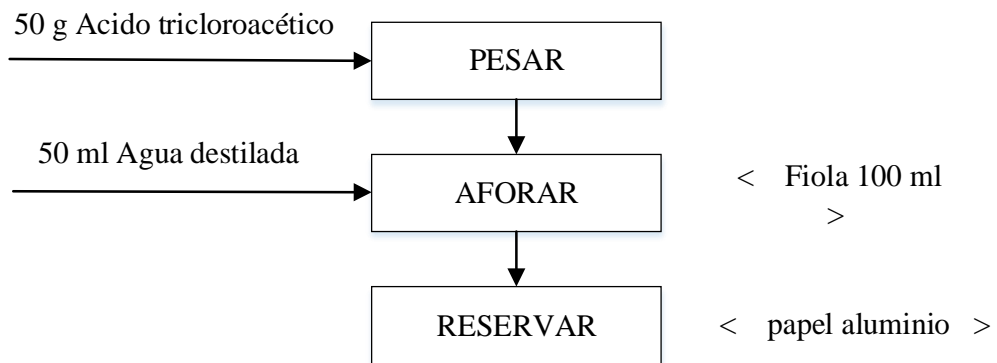 50 g Acido tricloroacético
PESAR
50 ml Agua destilada
AFORAR
< Fiola 100 ml
>
RESERVAR
< papel aluminio >